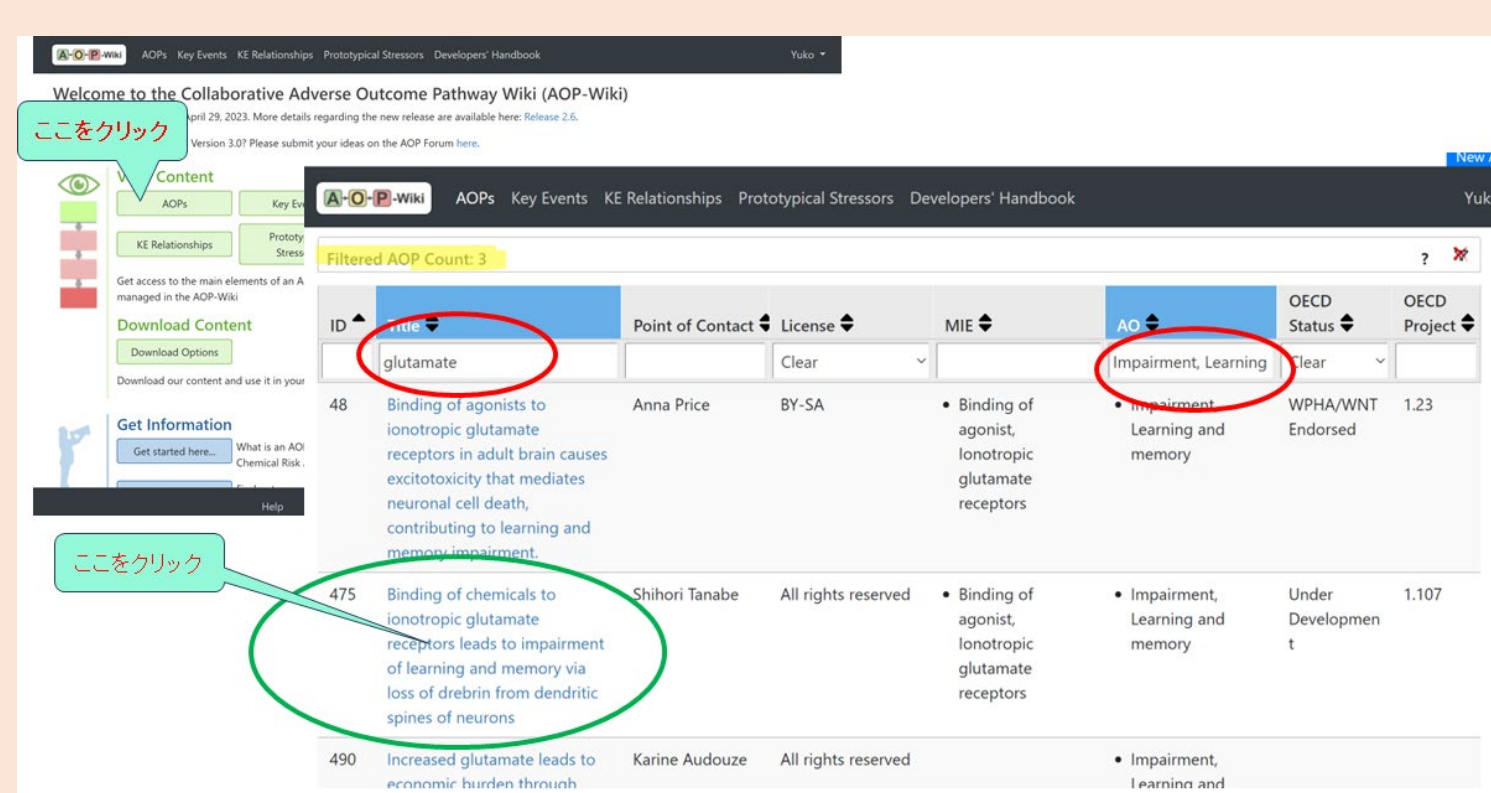 A-O-P-Wiki AOPs Key Events KE Relationships Prototypical Stressors Developers' Handbook Yuko
Welcome to the Collaborative Adverse Outcome Pathway Wiki (AOP-Wiki)
April 29, 2023. More details regarding the new release are available here: Release 2.6.
Version 3.0? Please submit your ideas on the AOP Forum here.
ここをクリック
Content
AOPs
KE Relationships
Get access to the main elements of an
managed in the AOP-Wiki
Download Content
Download Options
Download our content and use it in your
Get Information
Get started here...
What is an
Chemical Risk
Help
New
A-O-P-Wiki AOPs Key Events KE Relationships Prototypical Stressors Developers' Handbook
Filtered AOP Count: 3 ?
ID Title Point of Contact License MIE AO OECD Status OECD Project
glutamate Clear Impairment, Learning Clear
48 Binding of agonists to Anna Price BY-SA • Binding of • Impairment, WPHA/WNT 1.23
ionotropic glutamate agonist, Learning and Endorsed
receptors in adult brain causes Ionotropic memory
excitotoxicity that mediates glutamate
neuronal cell death, receptors
contributing to learning and
memory impairment.
ここをクリック
475 Binding of chemicals to Shihori Tanabe All rights reserved • Binding of • Impairment, Under 1.107
ionotropic glutamate agonist, Learning and Developmen
receptors leads to impairment Ionotropic memory t
of learning and memory via glutamate
loss of drebrin from dendritic receptors
spines of neurons
490 Increased glutamate leads to Karine Audouze All rights reserved • Impairment,
economic burden through Learning and